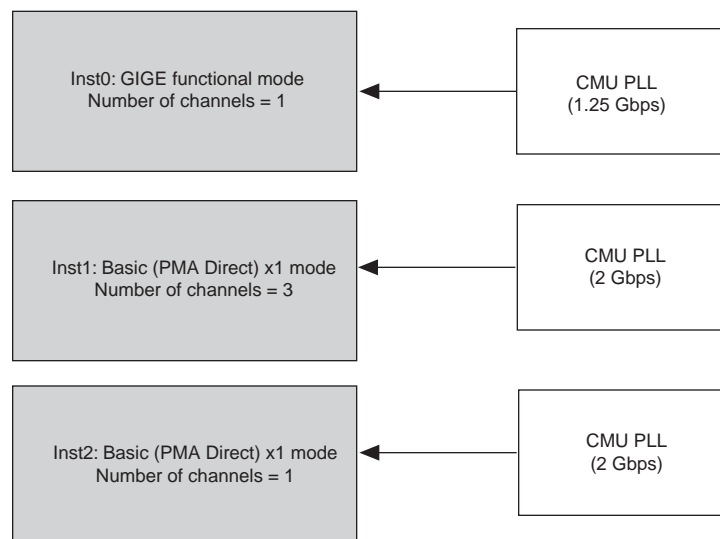 Inst0: GIGE functional mode
Number of channels = 1
CMU PLL
(1.25 Gbps)
Inst1: Basic (PMA Direct) x1 mode
Number of channels = 3
CMU PLL
(2 Gbps)
Inst2: Basic (PMA Direct) x1 mode
Number of channels = 1
CMU PLL
(2 Gbps)